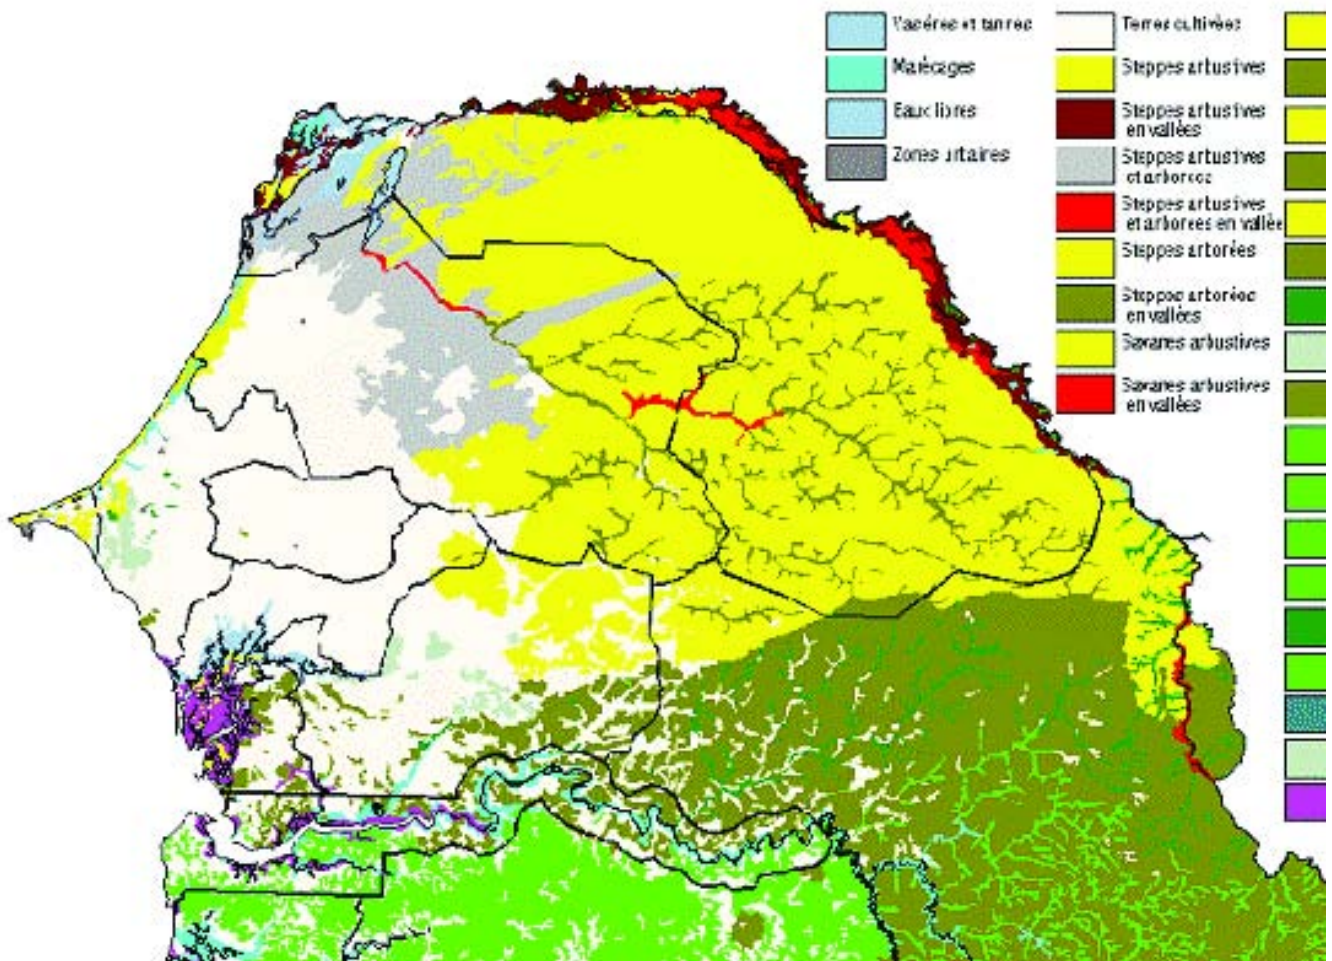 Vaséres et tannes
Marécages
Eaux libres
Zones urbaines
Terres cultivées
Steppes arbustives
Steppes arbustives
en vallées
Steppes arbustives
et arborées
Steppes arbustives
et arborées en vallée
Steppes arborées
Steppes arborées
en vallées
Savanes arbustives
Savanes arbustives
en vallées